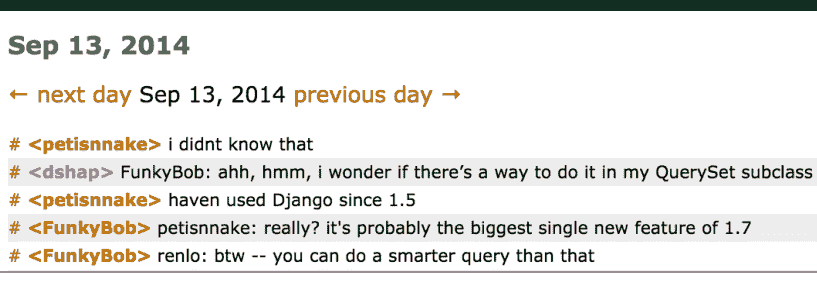 Sep 13, 2014
← next day Sep 13, 2014 previous day →
# <petisnnake> i didnt know that
# <dshap> FunkyBob: ahh, hmm, i wonder if there’s a way to do it in my QuerySet subclass
# <petisnnake> haven used Django since 1.5
# <FunkyBob> petisnnake: really? it's probably the biggest single new feature of 1.7
# <FunkyBob> renlo: btw -- you can do a smarter query than that